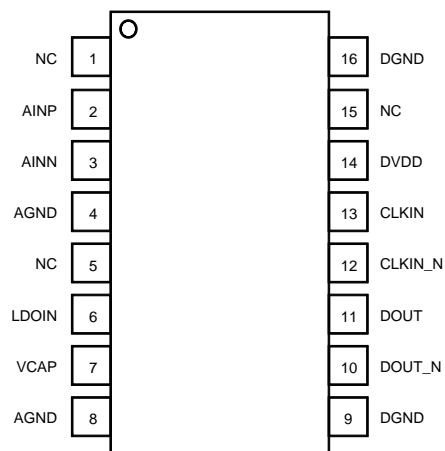 NC 1 16 DGND
AINP 2 15 NC
AINN 3 14 DVDD
AGND 4 13 CLKIN
NC 5 12 CLKIN_N
LDOIN 6 11 DOUT
VCAP 7 10 DOUT_N
AGND 8 9 DGND